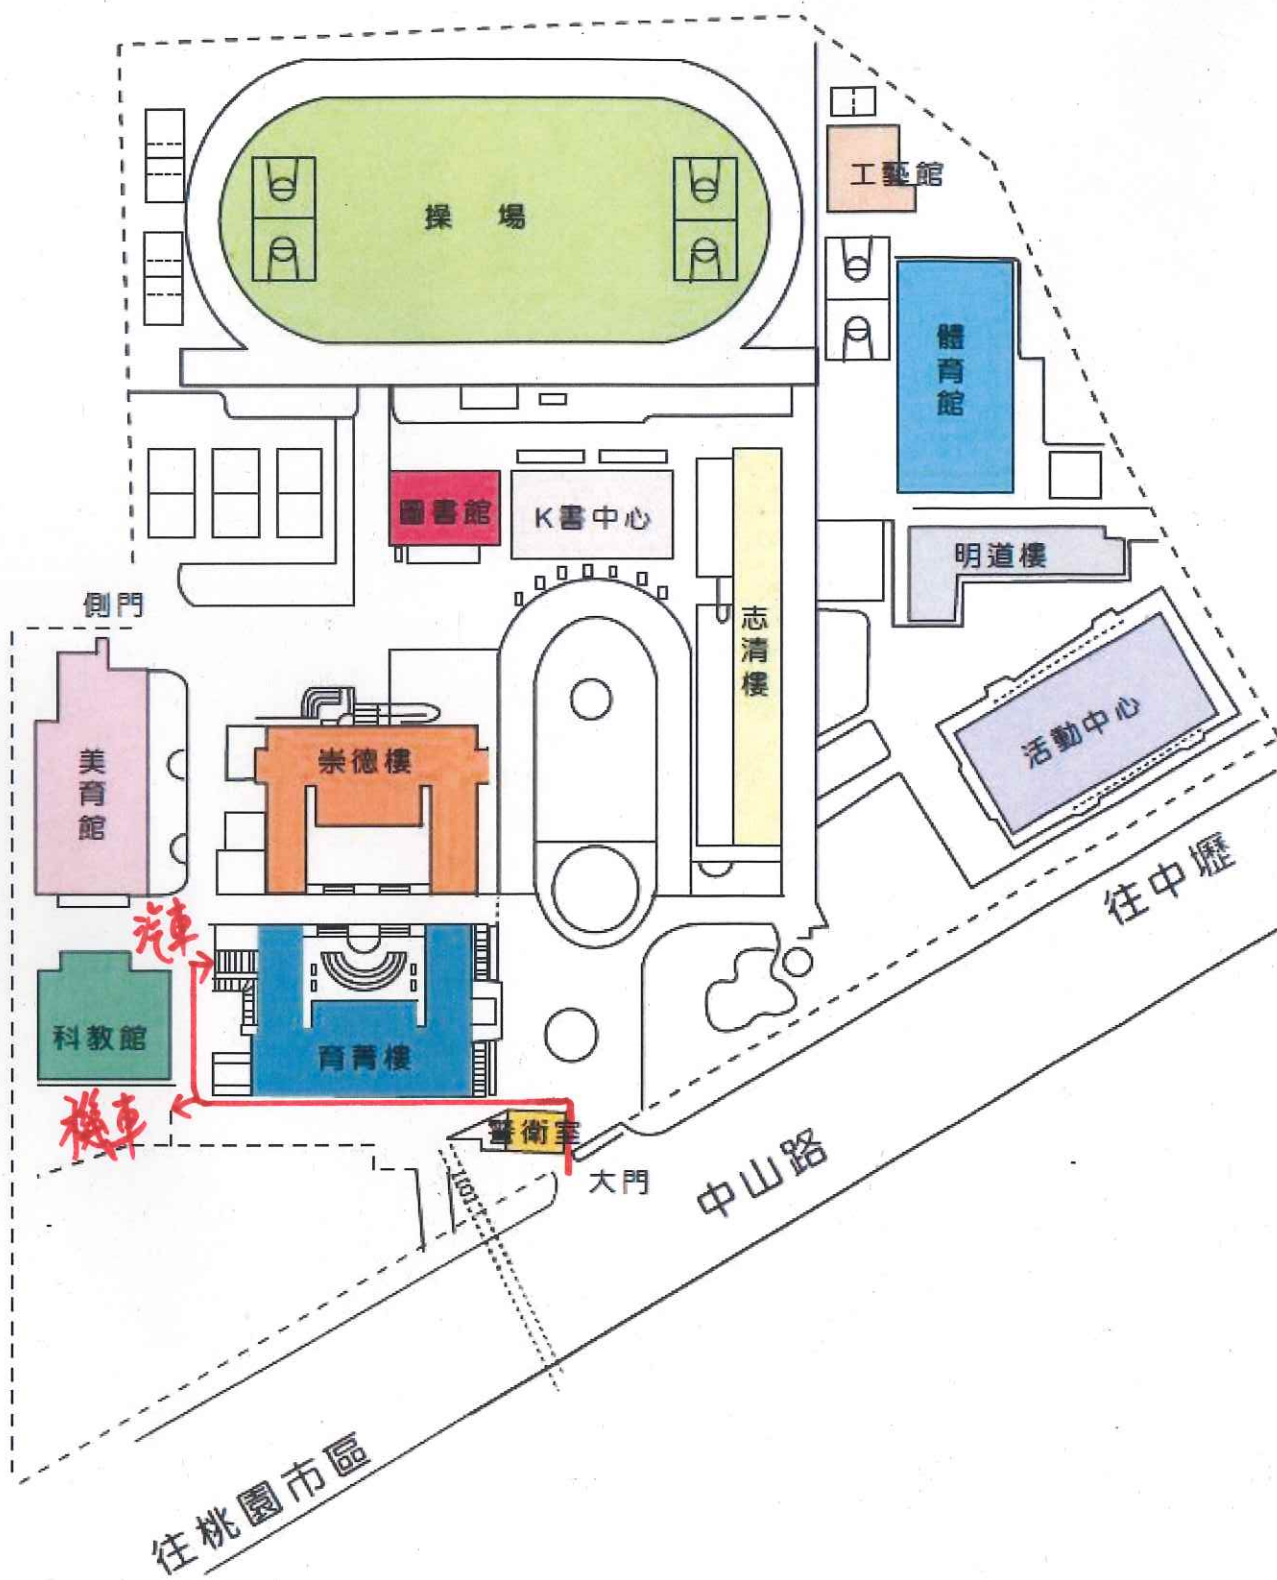 工藝館
操 場
體育館
圖書館
K書中心
明道樓
側門
志清樓
活動中心
崇德樓
美育館
往中壢
汽車
科教館
育菁樓
機車
警衛室
大門
中山路
往桃園市區